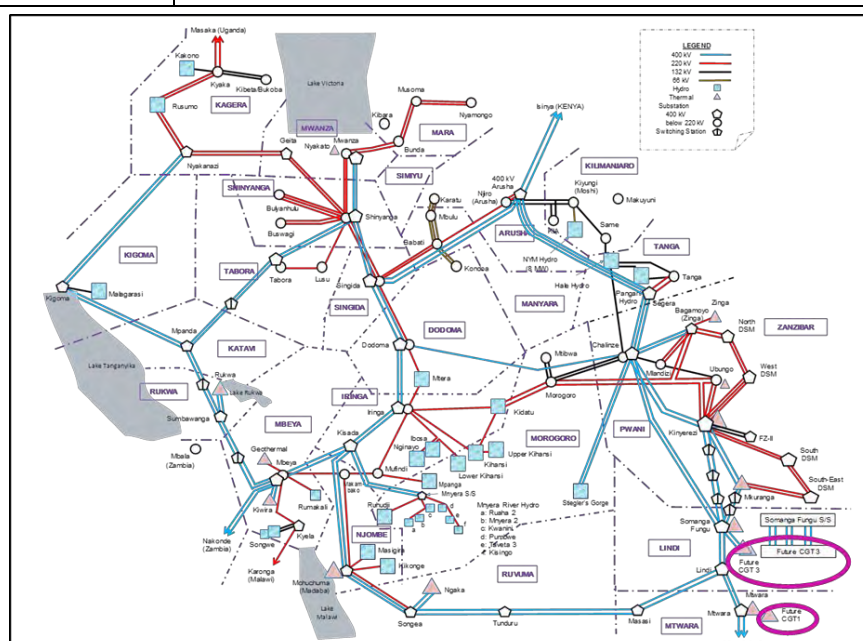 Masaka (Uganda)
Kakono
Kyaka
Kibeta/Bukoba
Rusumo
KAGERA
Lake Victoria
Nyakanazi
Geita
MWANZA
Mwanza
Nyakato
Kibara
Musoma
Nyamongo
Bunda
MARA
SIMIYU
Isinya (KENYA)
LEGEND
400 kV
220 kV
132 kV
66 kV
Hydro
Thermal
Substation
400 kV
below 220 kV
Switching Station
SHINYANGA
Bulyanhulu
Buswagi
Shinyanga
KIGOMA
Kigoma
Malagarasi
TABORA
Tabora
Lusu
Singida
SINGIDA
Karatu
Mbulu
Babati
Kondoa
400 kV
Arusha
Njiro
(Arusha)
ARUSHA
KILIMANJARO
Kiyungi
(Moshi)
Makuyuni
Same
NYM Hydro
(8 MW)
Hale Hydro
TANGA
Tanga
Pangani
Hydro
Segera
MANYARA
Mpanda
KATAVI
Lake Tanganyika
RUKWA
Rukwa
Lake Rukwa
Sumbawanga
MBEYA
Dodoma
DODOMA
Mtera
IRINGA
Iringa
Mtibwa
Morogoro
Chalinze
Bagamoyo
(Zinga)
Zinga
ZANZIBAR
North
DSM
Mlandizi
Ubungo
West
DSM
Kinyerezi
FZ-II
South
DSM
South-East
DSM
Mkuranga
PWANI
MOROGORO
Kidatu
Ibosa
Nginayo
Lower Kihansi
Kihansi
Upper Kihansi
Stiegler's Gorge
Kisada
Mufindi
Makam
bako
Mpanga
Mnyera S/S
Ruhudji
a
b
c
d
e
f
Mnyera River Hydro
a: Ruaha 2
b: Mnyera 2
c: Kwanini
d: Purudwe
e: Taveta 3
f: Kisingo
Mbala
(Zambia)
Geothermal
Mbeya
Kiwira
Rumakali
Songwe
Kyela
Nakonde
(Zambia)
Karonga
(Malawi)
NJOMBE
Masigira
Kikonge
Mchuchuma
(Madaba)
Lake
Malawi
Ngaka
RUVUMA
Songea
Tunduru
Masasi
LINDI
Lindi
Somanga
Fungu
Somanga Fungu S/S
Future CGT 3
Future
CGT 3
Mtwara
Mtwara
Future
CGT1
MTWARA